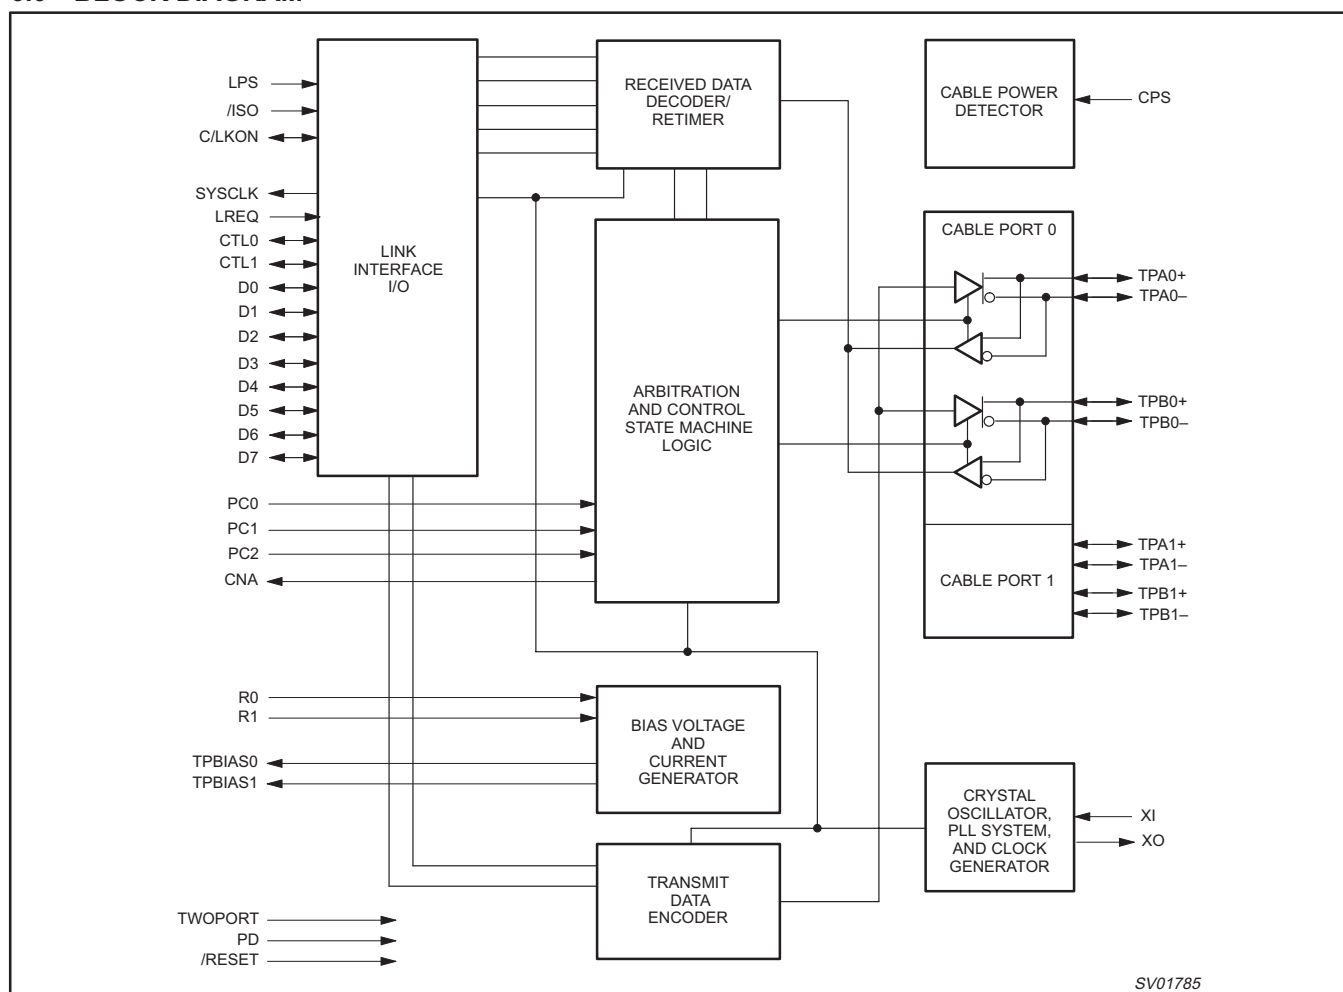 LPS
/ISO
C/LKON
SYSCLK
LREQ
CTL0
CTL1
D0
D1
D2
D3
D4
D5
D6
D7
PC0
PC1
PC2
CNA
R0
R1
TPBIAS0
TPBIAS1
TWOPORT
PD
/RESET
LINK
INTERFACE
I/O
RECEIVED DATA
DECODER/
RETIMER
ARBITRATION
AND CONTROL
STATE MACHINE
LOGIC
BIAS VOLTAGE
AND
CURRENT
GENERATOR
TRANSMIT
DATA
ENCODER
CABLE POWER
DETECTOR
CPS
CABLE PORT 0
TPA0+
TPA0–
TPB0+
TPB0–
CABLE PORT 1
TPA1+
TPA1–
TPB1+
TPB1–
CRYSTAL
OSCILLATOR,
PLL SYSTEM,
AND CLOCK
GENERATOR
XI
XO
SV01785